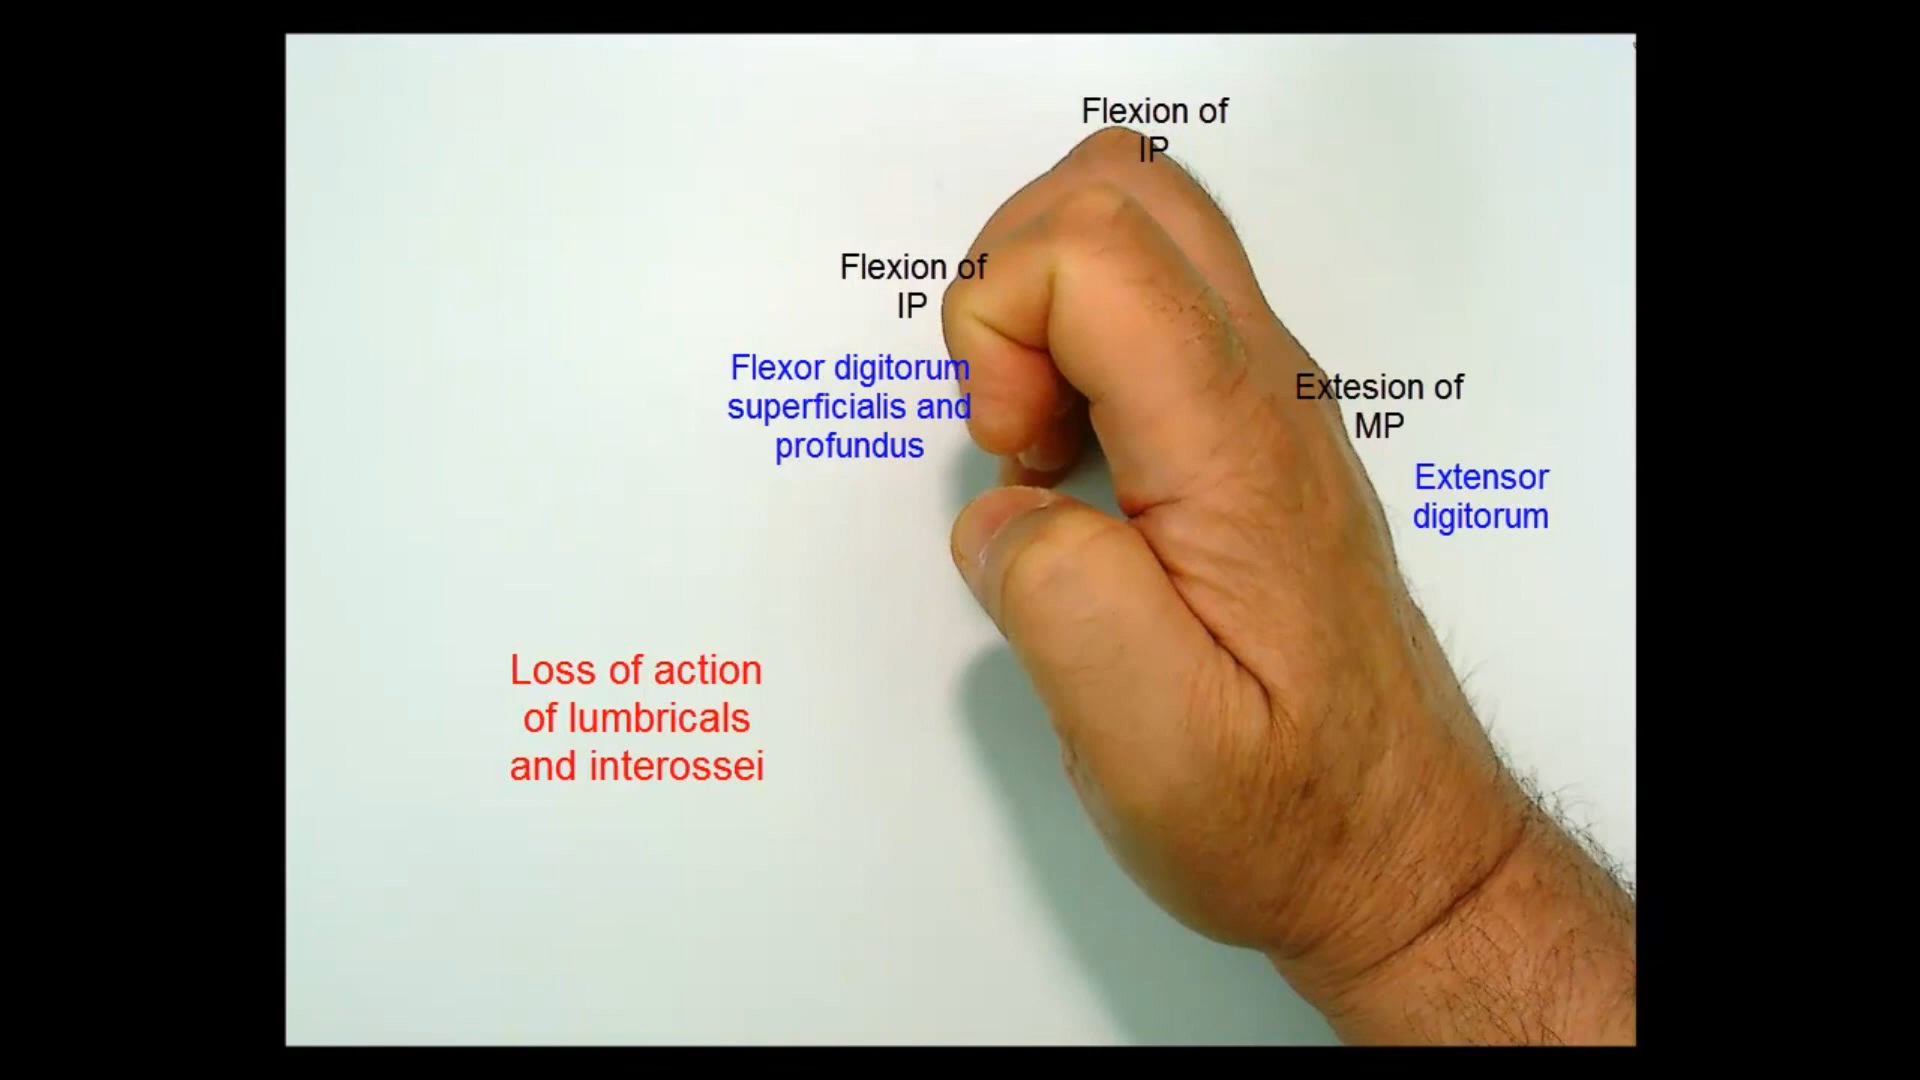 Flexion of
IP
Flexion of
IP
Flexor digitorum
superficialis and
profundus
Extesion of
MP
Extensor
digitorum
Loss of action
of lumbricals
and interossei